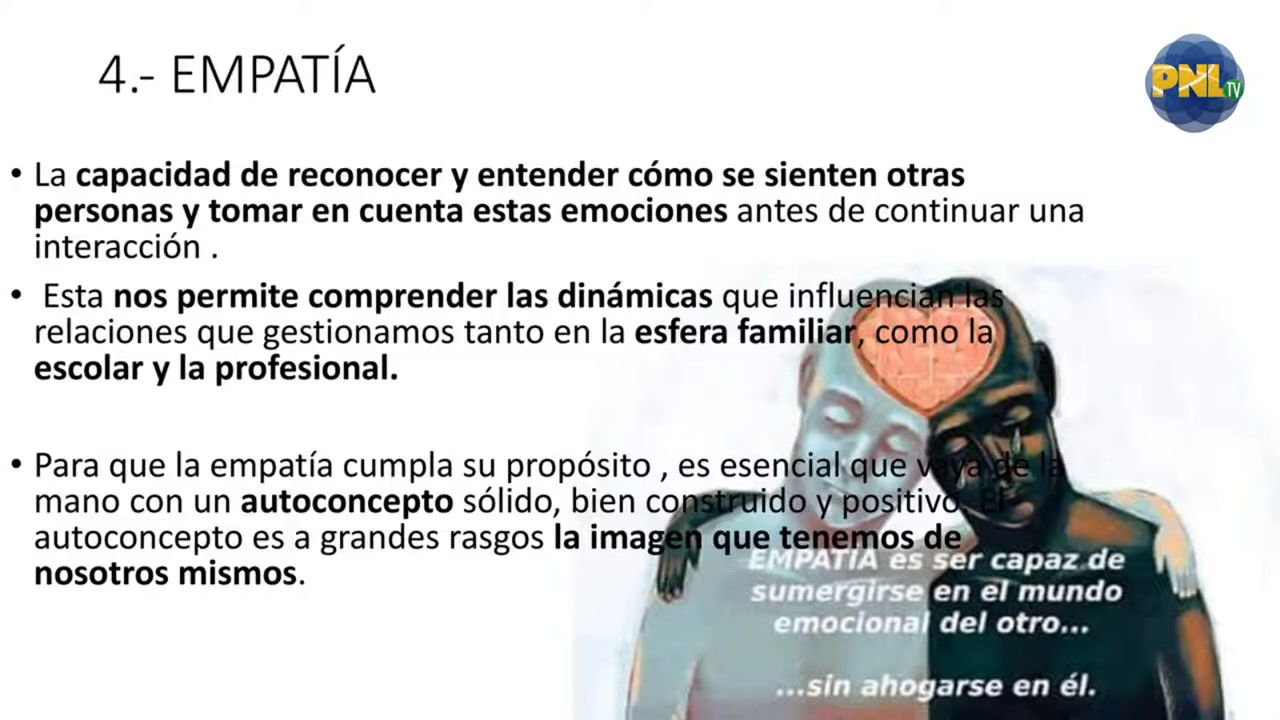 4.- EMPATÍA
PNL TV
• La capacidad de reconocer y entender cómo se sienten otras
personas y tomar en cuenta estas emociones antes de continuar una
interacción .
• Esta nos permite comprender las dinámicas que influencian las
relaciones que gestionamos tanto en la esfera familiar, como la
escolar y la profesional.
• Para que la empatía cumpla su propósito , es esencial que vaya de la
mano con un autoconcepto sólido, bien construido y positivo. El
autoconcepto es a grandes rasgos la imagen que tenemos de
nosotros mismos.
EMPATÍA es ser capaz de
sumergirse en el mundo
emocional del otro...
...sin ahogarse en él.